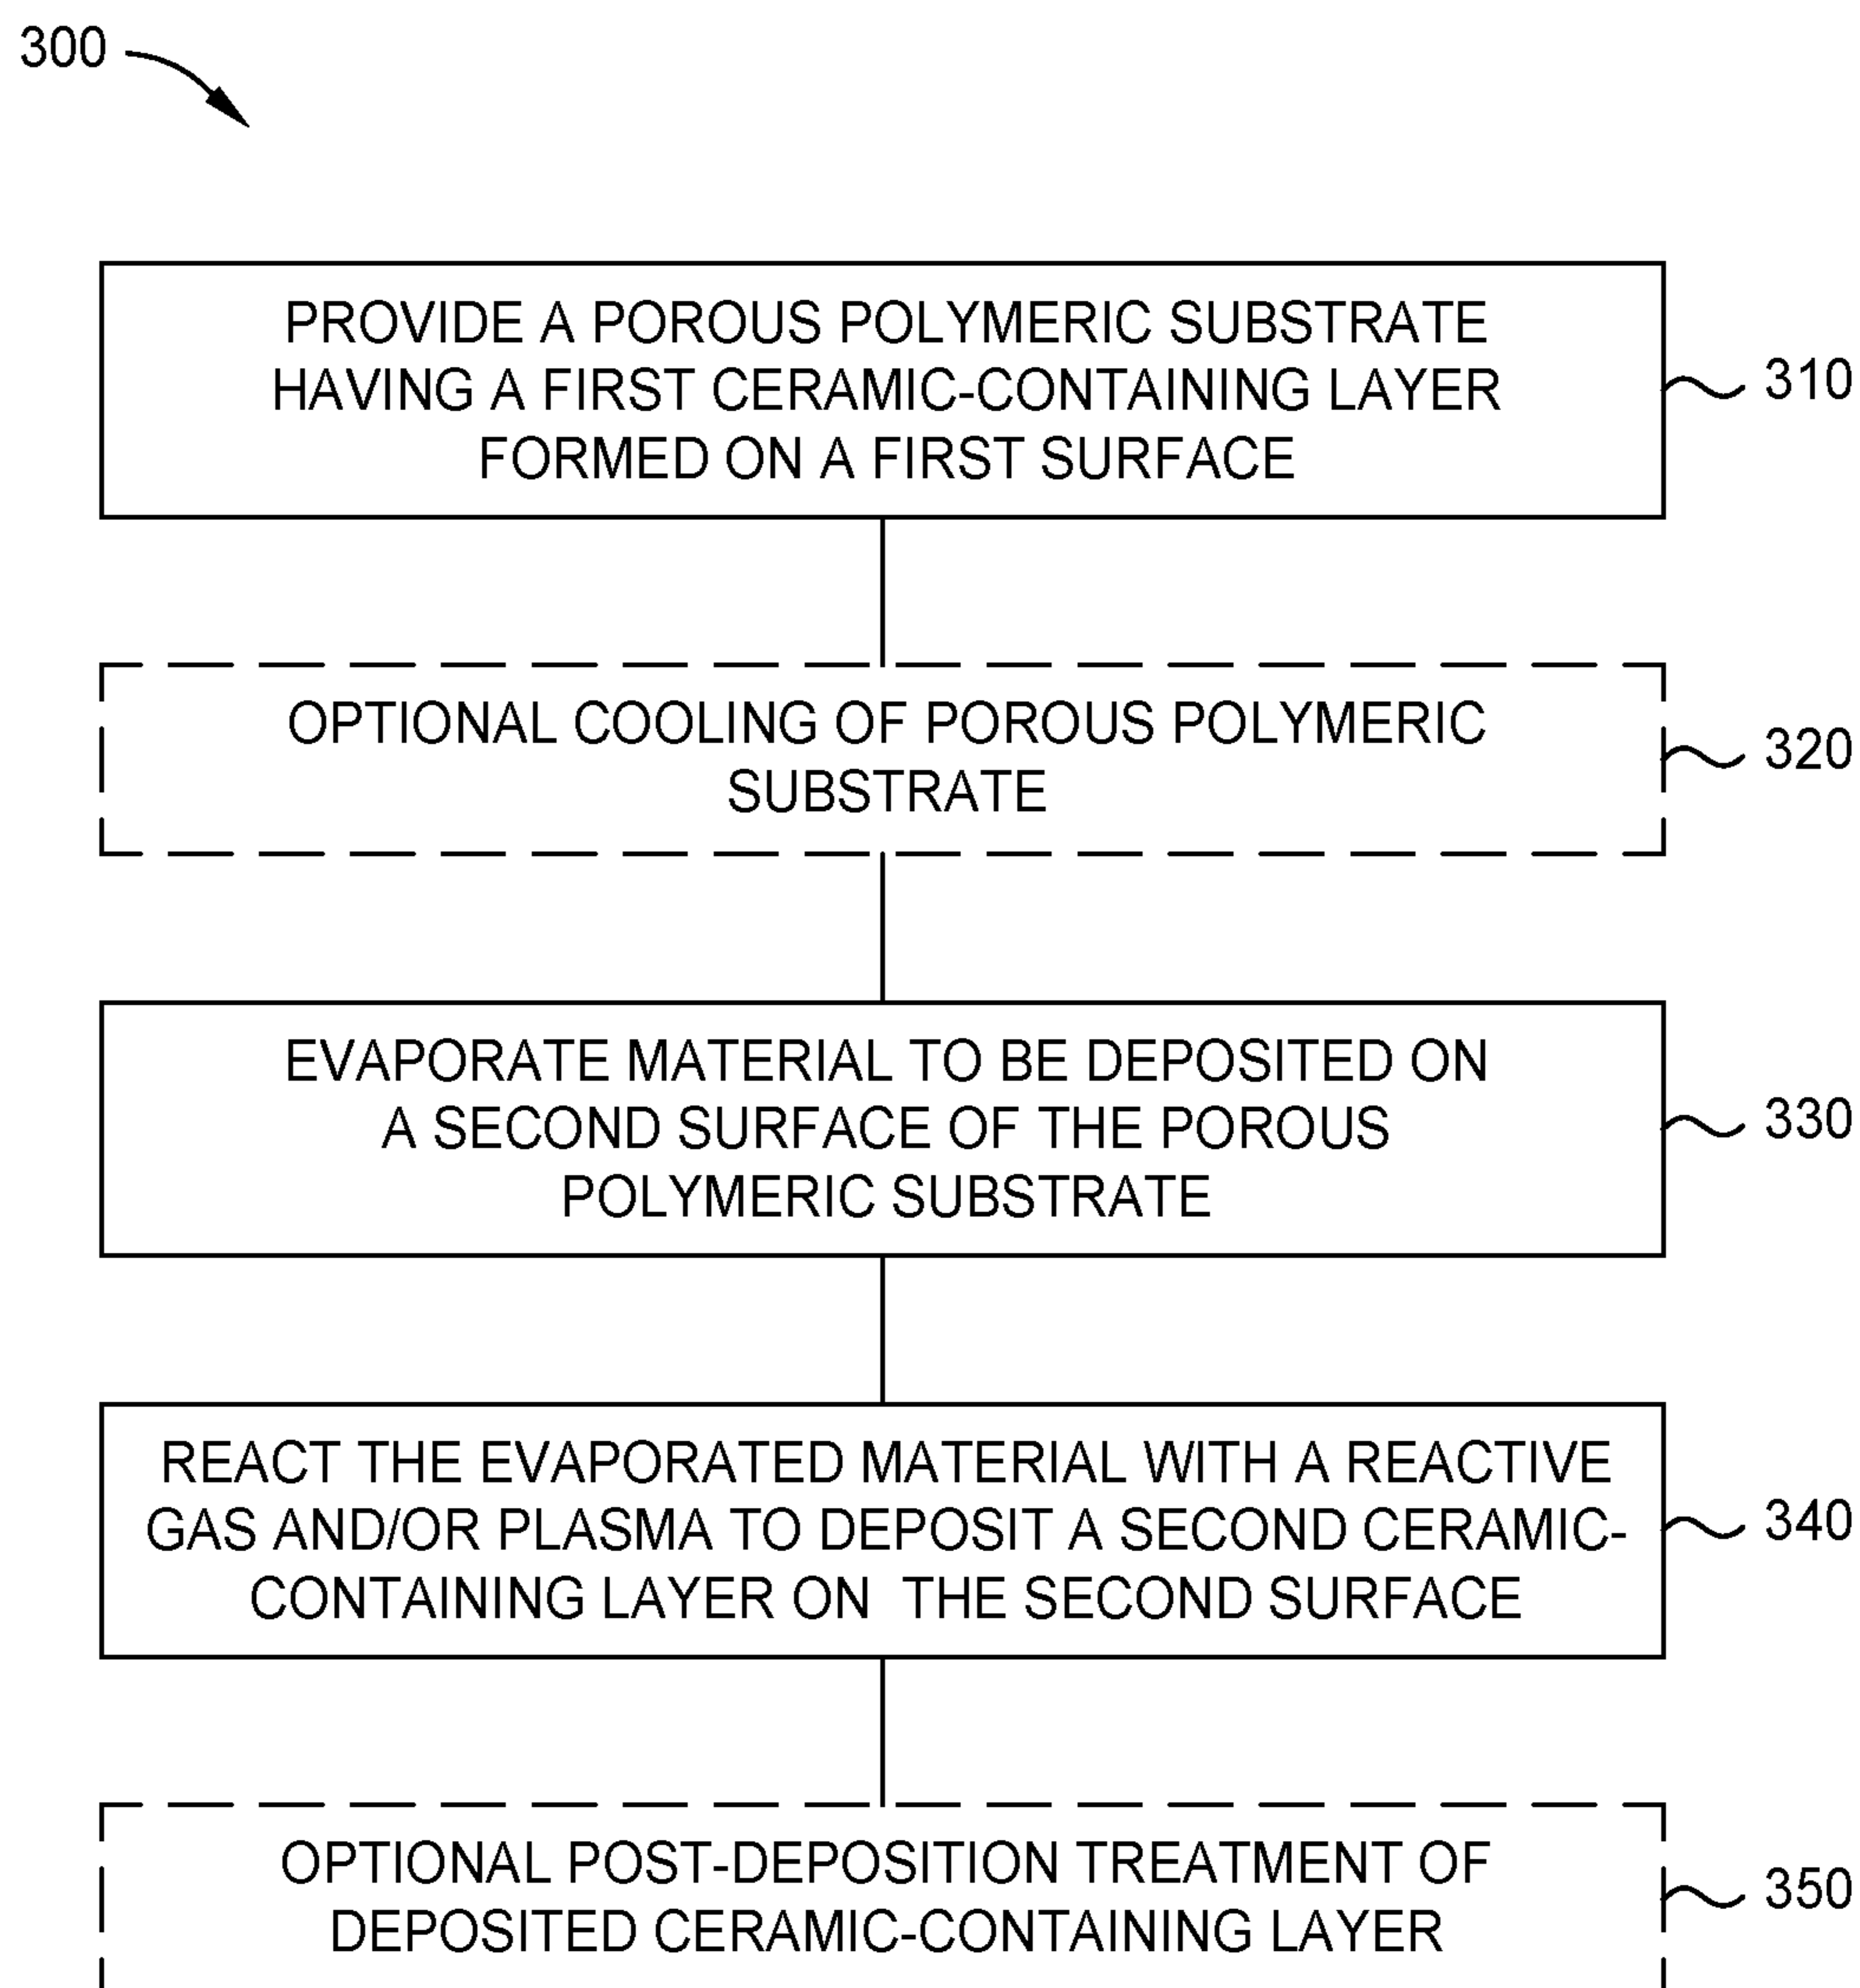 300
PROVIDE A POROUS POLYMERIC SUBSTRATE
HAVING A FIRST CERAMIC-CONTAINING LAYER
FORMED ON A FIRST SURFACE
310
OPTIONAL COOLING OF POROUS POLYMERIC
SUBSTRATE
320
EVAPORATE MATERIAL TO BE DEPOSITED ON
A SECOND SURFACE OF THE POROUS
POLYMERIC SUBSTRATE
330
REACT THE EVAPORATED MATERIAL WITH A REACTIVE
GAS AND/OR PLASMA TO DEPOSIT A SECOND CERAMIC-
CONTAINING LAYER ON THE SECOND SURFACE
340
OPTIONAL POST-DEPOSITION TREATMENT OF
DEPOSITED CERAMIC-CONTAINING LAYER
350